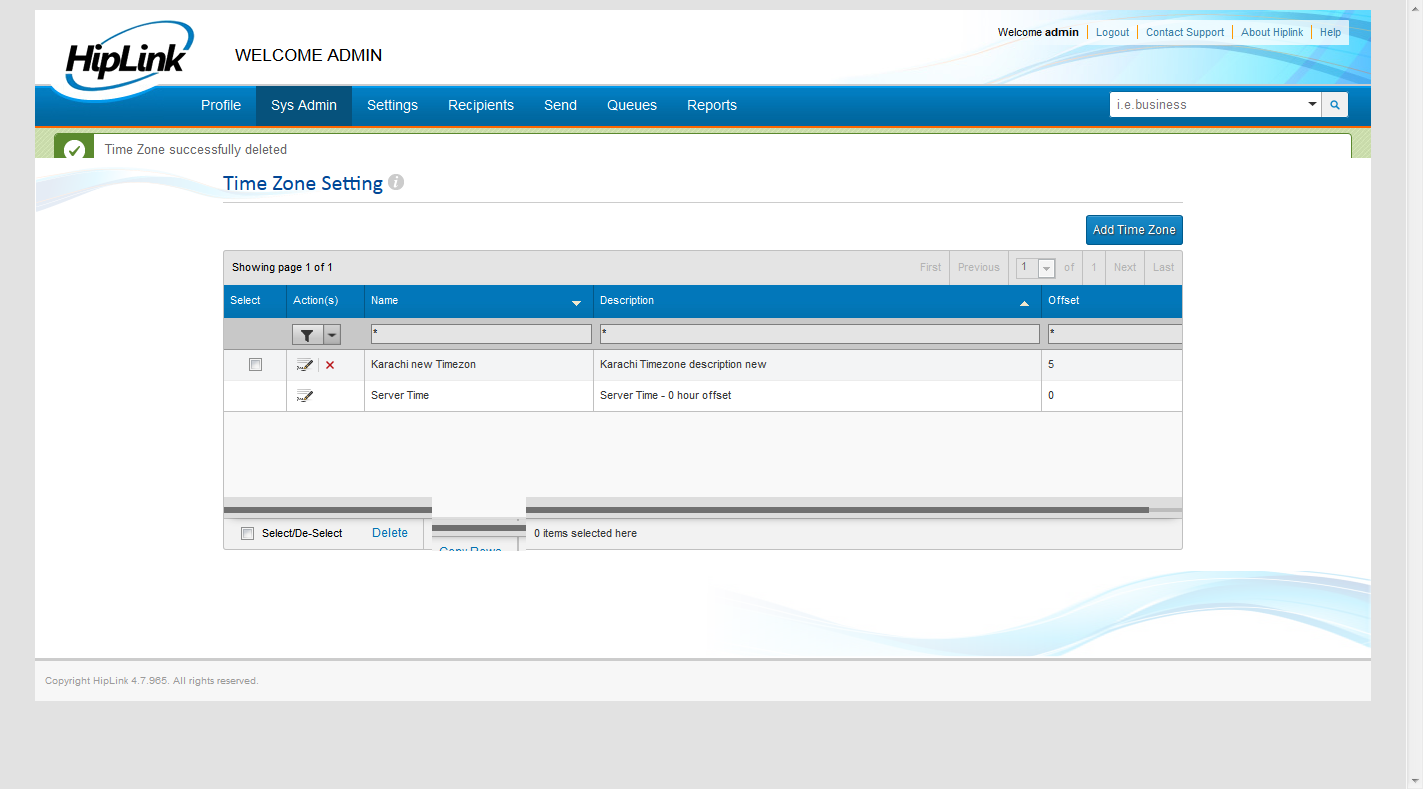 Welcome admin Logout Contact Support About Hiplink Help
HipLink
WELCOME ADMIN
Profile Sys Admin Settings Recipients Send Queues Reports i.e.business
Time Zone successfully deleted
Time Zone Setting i
Add Time Zone
Showing page 1 of 1 First Previous 1 of 1 Next Last
Select Action(s) Name Description Offset
* * *
Karachi new Timezon Karachi Timezone description new 5
Server Time Server Time - 0 hour offset 0
Select/De-Select Delete 0 items selected here
Copy Rows
Copyright HipLink 4.7.965. All rights reserved.